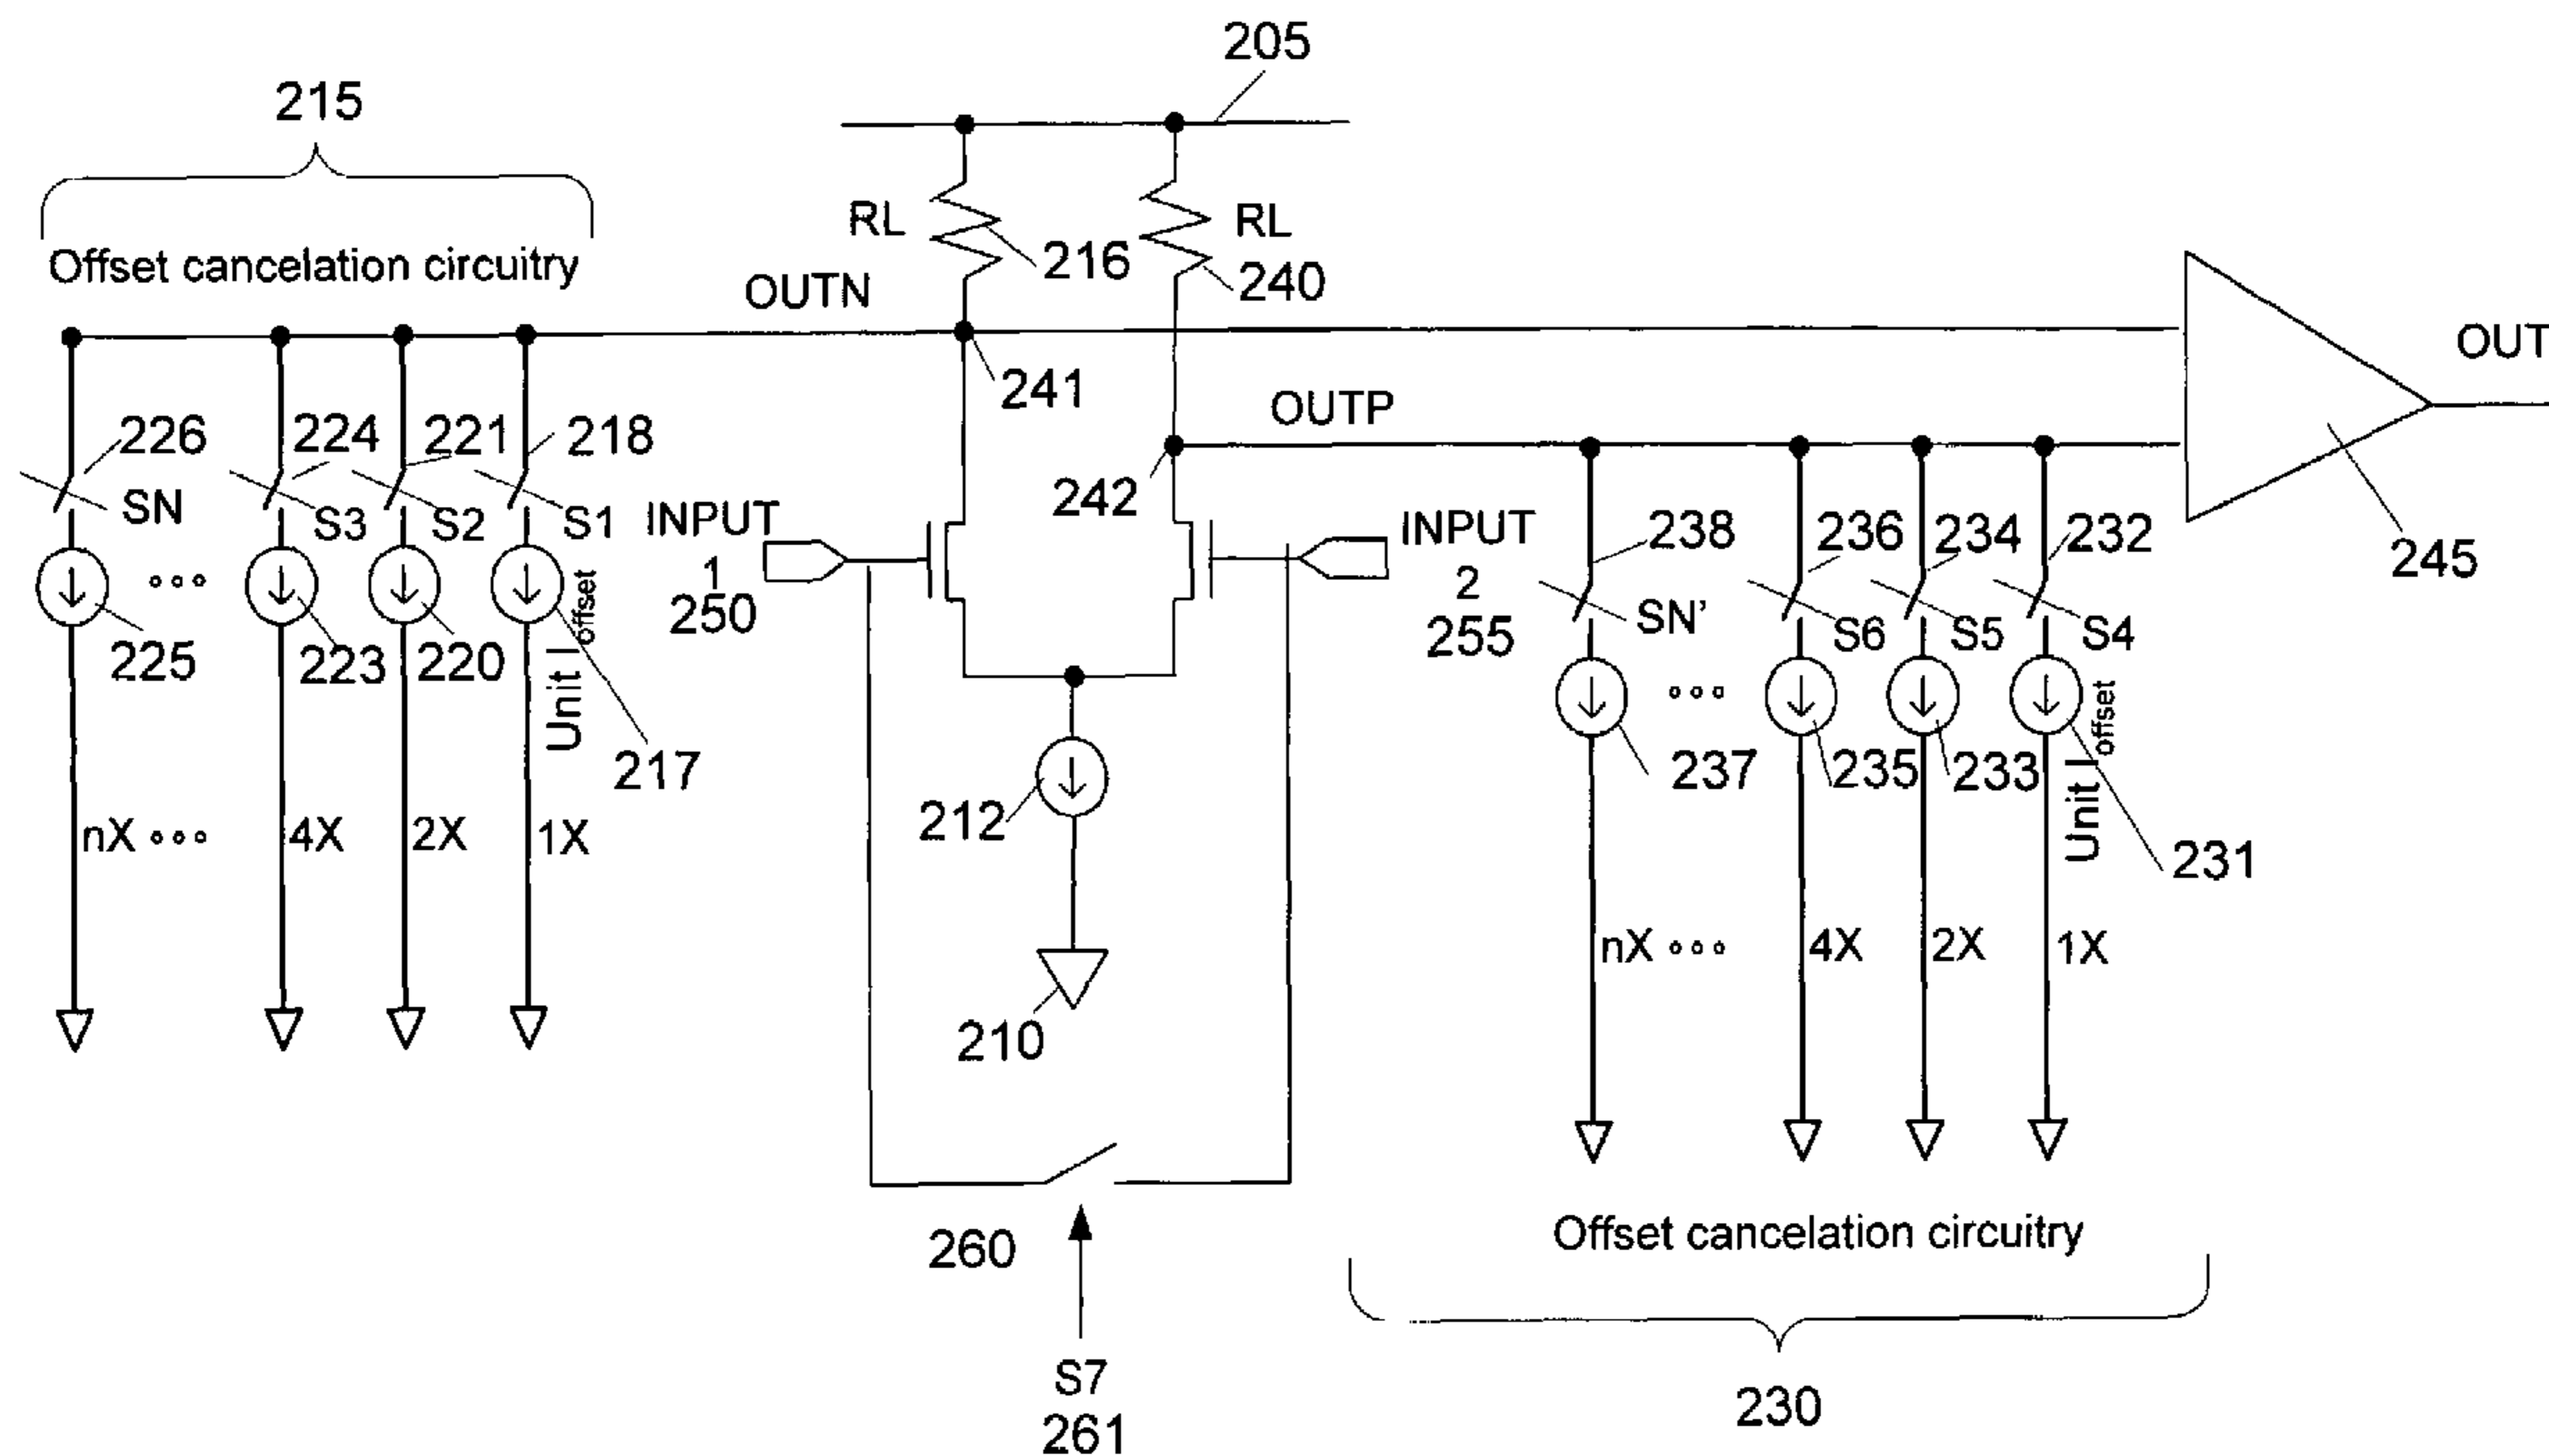 205
215
Offset cancelation circuitry
RL
216
RL
240
OUTN
241
OUTP
242
OUT
245
226
224
221
218
SN
S3
S2
S1
225
223
220
Unit Ioffset
217
nX
4X
2X
1X
INPUT
1
250
INPUT
2
255
212
210
238
236
234
232
SN'
S6
S5
S4
237
235
233
Unit Ioffset
231
nX
4X
2X
1X
260
S7
261
Offset cancelation circuitry
230